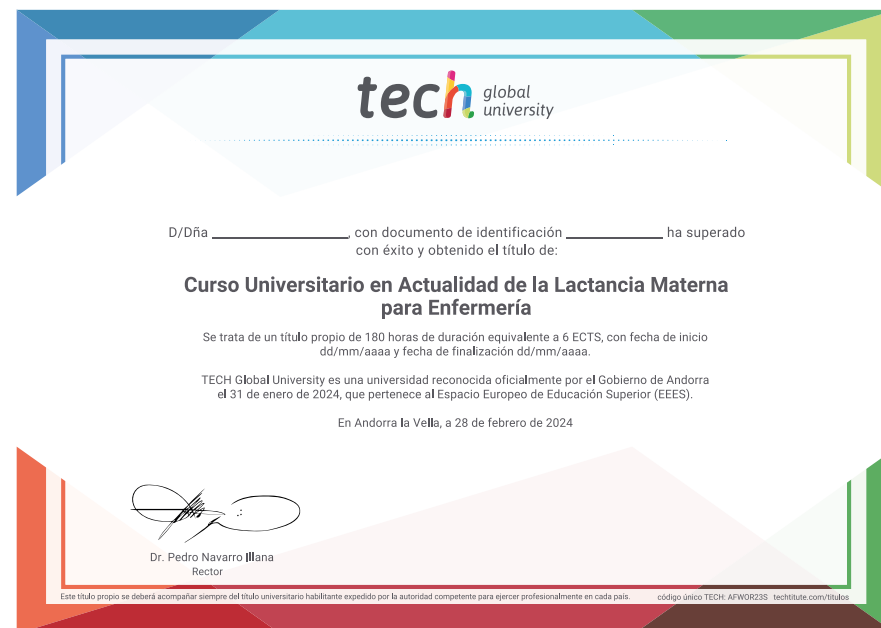 tech global
university
D/Dña ____________, con documento de identificación ____________ ha superado
con éxito y obtenido el título de:
Curso Universitario en Actualidad de la Lactancia Materna
para Enfermería
Se trata de un título propio de 180 horas de duración equivalente a 6 ECTS, con fecha de inicio
dd/mm/aaaa y fecha de finalización dd/mm/aaaa.
TECH Global University es una universidad reconocida oficialmente por el Gobierno de Andorra
el 31 de enero de 2024, que pertenece al Espacio Europeo de Educación Superior (EEES).
En Andorra la Vella, a 28 de febrero de 2024
Dr. Pedro Navarro Illana
Rector
Este título propio se deberá acompañar siempre del título universitario habilitante expedido por la autoridad competente para ejercer profesionalmente en cada país. código único TECH: AFWOR23S techtitute.com/titulos